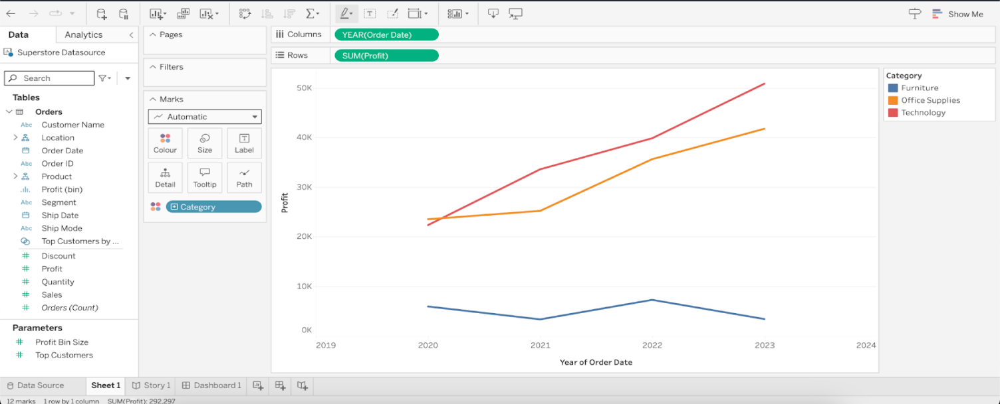 Show Me
Data
Analytics
Superstore Datasource
Search
Tables
Orders
Abc Customer Name
Location
Order Date
Abc Order ID
Product
Profit (bin)
Abc Segment
Ship Date
Abc Ship Mode
Top Customers by ...
Discount
Profit
Quantity
Sales
Orders (Count)
Parameters
Profit Bin Size
Top Customers
Pages
Filters
Marks
Automatic
Colour Size Label
Detail Tooltip Path
Category
Columns YEAR(Order Date)
Rows SUM(Profit)
50K
40K
30K
20K
10K
0K
Profit
2019 2020 2021 2022 2023 2024
Year of Order Date
Category
Furniture
Office Supplies
Technology
Data Source Sheet 1 Story 1 Dashboard 1
12 marks 1 row by 1 column SUM(Profit): 292,297